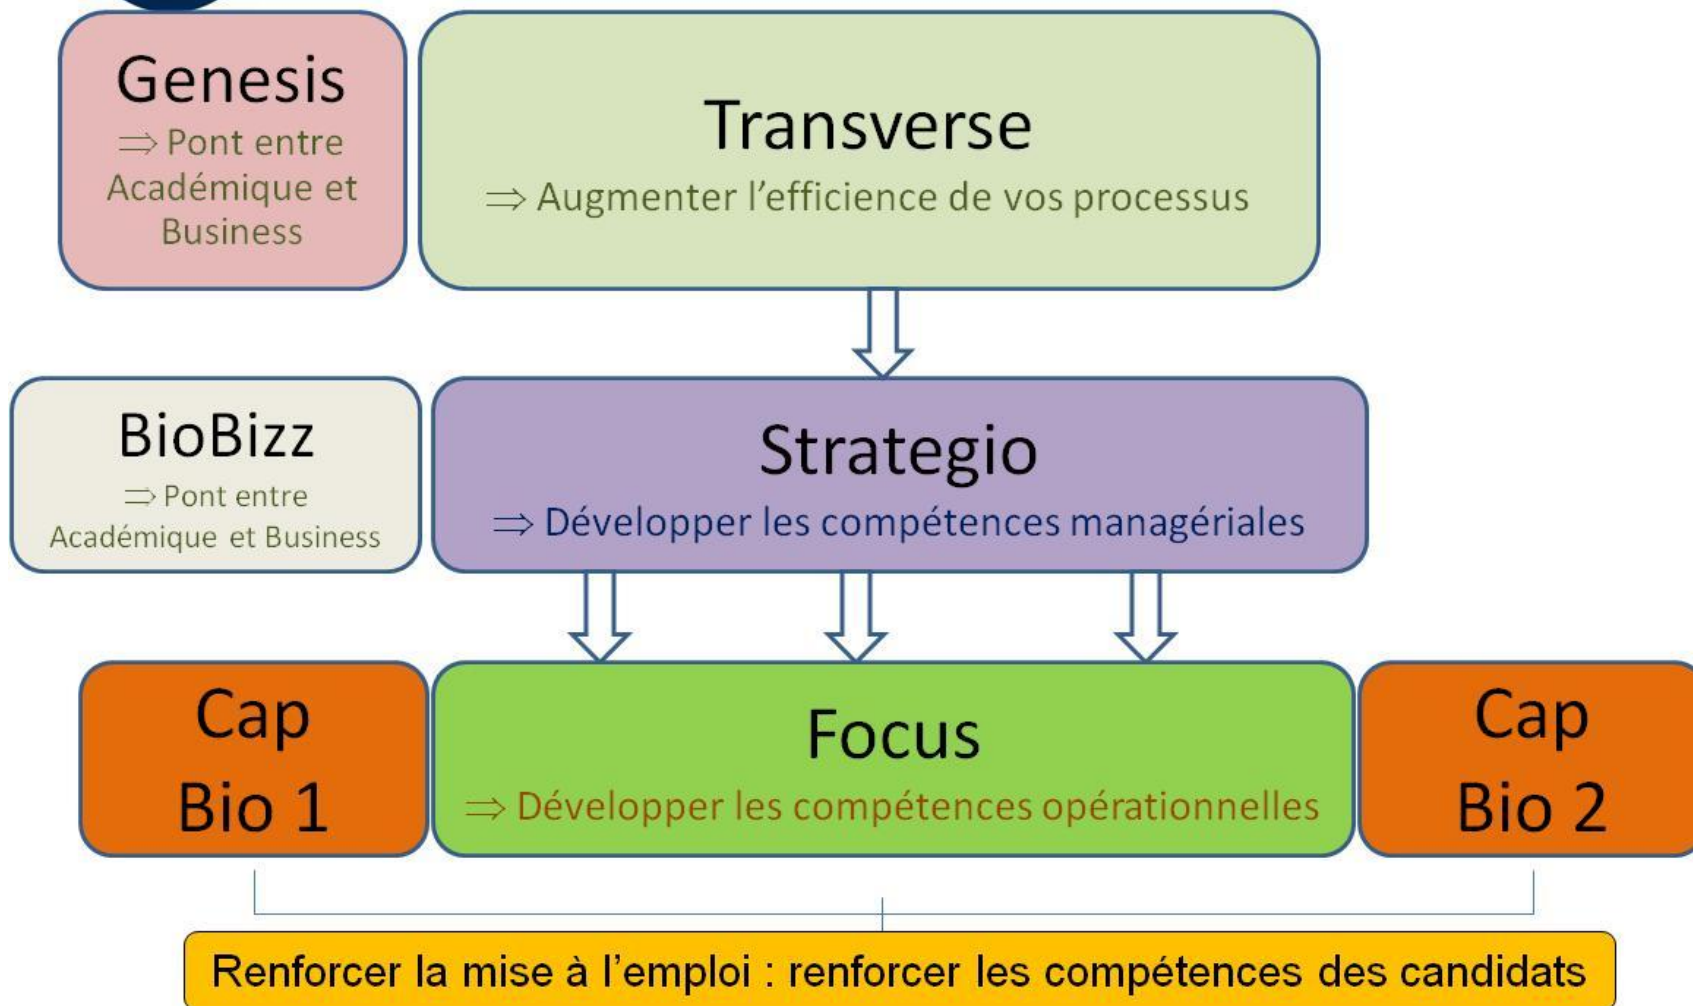 Genesis
⇒ Pont entre
Académique et
Business
Transverse
⇒ Augmenter l’efficience de vos processus
BioBizz
⇒ Pont entre
Académique et Business
Strategio
⇒ Développer les compétences managériales
Cap
Bio 1
Focus
⇒ Développer les compétences opérationnelles
Cap
Bio 2
Renforcer la mise à l’emploi : renforcer les compétences des candidats